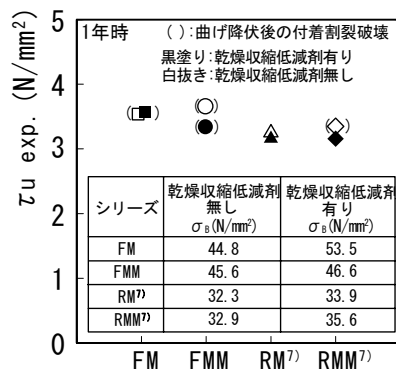 1年時
( ):曲げ降伏後の付着割裂破壊
黒塗り:乾燥収縮低減剤有り
白抜き:乾燥収縮低減剤無し
τu exp. (N/mm²)
5
4
3
2
1
0
( ) ( ) ( ) ( ) ( )
シリーズ 乾燥収縮低減剤無し σB(N/mm²) 乾燥収縮低減剤有り σB(N/mm²)
FM 44.8 53.5
FMM 45.6 46.6
RM⁷⁾ 32.3 33.9
RMM⁷⁾ 32.9 35.6
FM FMM RM⁷⁾ RMM⁷⁾